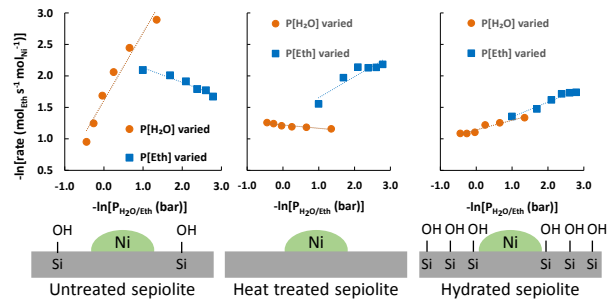 -ln[rate (mol_Eth s⁻¹ mol_Ni⁻¹)]
3.0
2.5
2.0
1.5
1.0
0.5
P[H₂O] varied
P[Eth] varied
-1.0 0.0 1.0 2.0 3.0
-ln[P_H₂O/Eth (bar)]
P[H₂O] varied
P[Eth] varied
-1.0 0.0 1.0 2.0 3.0
-ln[P_H₂O/Eth (bar)]
P[H₂O] varied
P[Eth] varied
-1.0 0.0 1.0 2.0 3.0
-ln[P_H₂O/Eth (bar)]
OH Ni OH
Si Si
Untreated sepiolite
Ni
Heat treated sepiolite
OH OH OH Ni OH OH OH
Si Si Si Si Si Si
Hydrated sepiolite